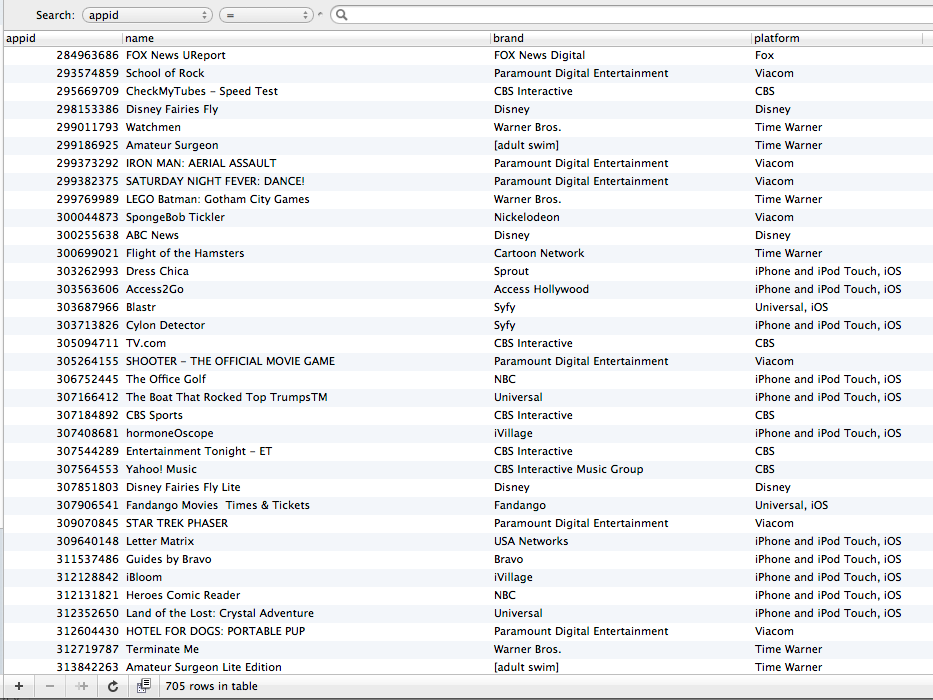 Search: appid =
appid name brand platform
284963686 FOX News UReport FOX News Digital Fox
293574859 School of Rock Paramount Digital Entertainment Viacom
295669709 CheckMyTubes - Speed Test CBS Interactive CBS
298153386 Disney Fairies Fly Disney Disney
299011793 Watchmen Warner Bros. Time Warner
299186925 Amateur Surgeon [adult swim] Time Warner
299373292 IRON MAN: AERIAL ASSAULT Paramount Digital Entertainment Viacom
299382375 SATURDAY NIGHT FEVER: DANCE! Paramount Digital Entertainment Viacom
299769989 LEGO Batman: Gotham City Games Warner Bros. Time Warner
300044873 SpongeBob Tickler Nickelodeon Viacom
300255638 ABC News Disney Disney
300699021 Flight of the Hamsters Cartoon Network Time Warner
303262993 Dress Chica Sprout iPhone and iPod Touch, iOS
303563606 Access2Go Access Hollywood iPhone and iPod Touch, iOS
303687966 Blastr Syfy Universal, iOS
303713826 Cylon Detector Syfy iPhone and iPod Touch, iOS
305094711 TV.com CBS Interactive CBS
305264155 SHOOTER - THE OFFICIAL MOVIE GAME Paramount Digital Entertainment Viacom
306752445 The Office Golf NBC iPhone and iPod Touch, iOS
307166412 The Boat That Rocked Top TrumpsTM Universal iPhone and iPod Touch, iOS
307184892 CBS Sports CBS Interactive CBS
307408681 hormoneOscope iVillage iPhone and iPod Touch, iOS
307544289 Entertainment Tonight - ET CBS Interactive CBS
307564553 Yahoo! Music CBS Interactive Music Group CBS
307851803 Disney Fairies Fly Lite Disney Disney
307906541 Fandango Movies  Times & Tickets Fandango Universal, iOS
309070845 STAR TREK PHASER Paramount Digital Entertainment Viacom
309640148 Letter Matrix USA Networks iPhone and iPod Touch, iOS
311537486 Guides by Bravo Bravo iPhone and iPod Touch, iOS
312128842 iBloom iVillage iPhone and iPod Touch, iOS
312131821 Heroes Comic Reader NBC iPhone and iPod Touch, iOS
312352650 Land of the Lost: Crystal Adventure Universal iPhone and iPod Touch, iOS
312604430 HOTEL FOR DOGS: PORTABLE PUP Paramount Digital Entertainment Viacom
312719787 Terminate Me Warner Bros. Time Warner
313842263 Amateur Surgeon Lite Edition [adult swim] Time Warner
705 rows in table